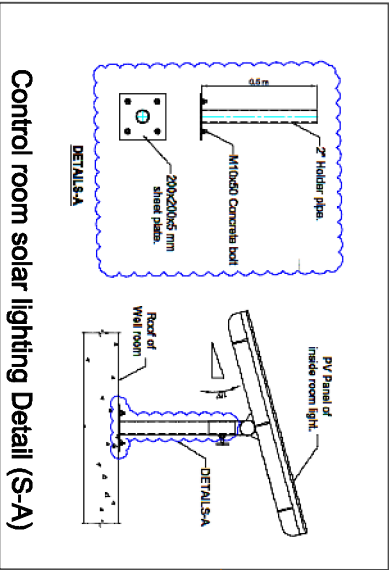 0.5 m
2" Holder pipe.
M10x50 Concrete bolt
200x200x5 mm
sheet plate.
DETAILS-A
PV Panel of
inside room light.
Roof of
Well room
DETAILS-A
Control room solar lighting Detail (S-A)